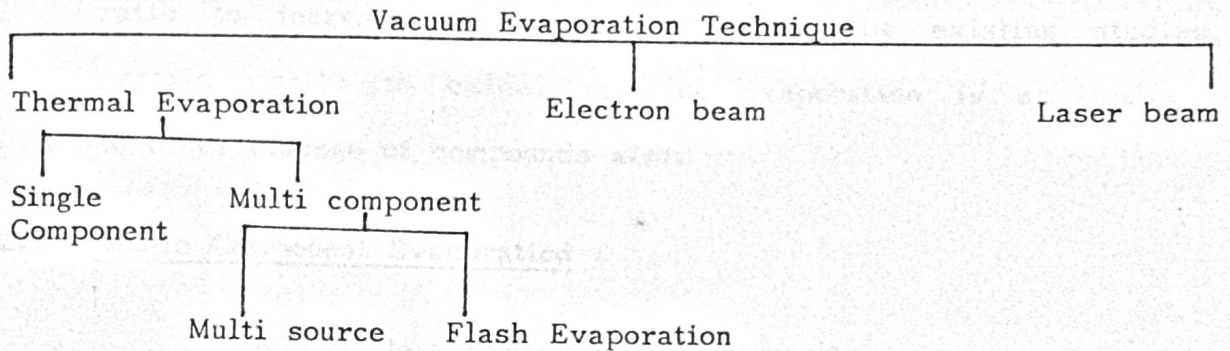 Vacuum Evaporation Technique
Thermal Evaporation Electron beam Laser beam
Single Multi component
Component
Multi source Flash Evaporation